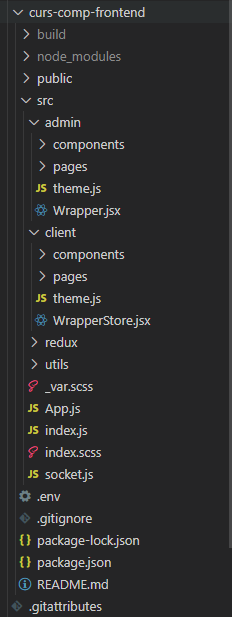 curs-comp-frontend
build
node_modules
public
src
admin
components
pages
JS theme.js
Wrapper.jsx
client
components
pages
JS theme.js
WrapperStore.jsx
redux
utils
_var.scss
JS App.js
JS index.js
index.scss
JS socket.js
.env
.gitignore
{} package-lock.json
{} package.json
README.md
.gitattributes